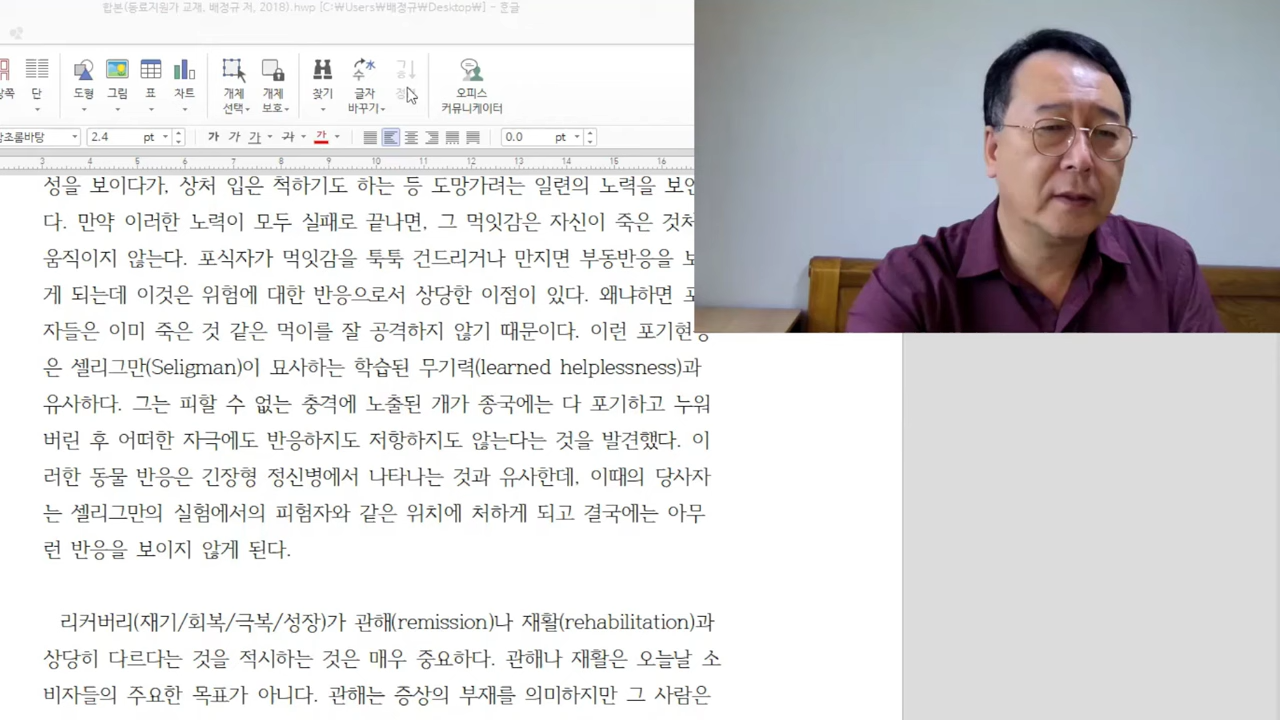 합본(동료지원가 교재, 배정규 저, 2018).hwp [C:￦Users￦배정규￦Desktop￦] - 흔글
단 도형 그림 표 차트 개체 선택 개체 보호 찾기 글자 바꾸기 오피스 커뮤니케이터
2.4 pt 가 가 가 가 가 0.0 pt
3 4 5 6 7 8 9 10 11 12 13 14 15 16
성을 보이다가, 상처 입은 척하기도 하는 등 도망가려는 일련의 노력을
다. 만약 이러한 노력이 모두 실패로 끝나면, 그 먹잇감은 자신이 죽은
움직이지 않는다. 포식자가 먹잇감을 툭툭 건드리거나 만지면 부동반응을
게 되는데 이것은 위험에 대한 반응으로서 상당한 이점이 있다. 왜냐하면
자들은 이미 죽은 것 같은 먹이를 잘 공격하지 않기 때문이다. 이런 포기현상
은 셀리그만(Seligman)이 묘사하는 학습된 무기력(learned helplessness)과
유사하다. 그는 피할 수 없는 충격에 노출된 개가 종국에는 다 포기하고 누워
버린 후 어떠한 자극에도 반응하지도 저항하지도 않는다는 것을 발견했다. 이
러한 동물 반응은 긴장형 정신병에서 나타나는 것과 유사한데, 이때의 당사자
는 셀리그만의 실험에서의 피험자와 같은 위치에 처하게 되고 결국에는 아무
런 반응을 보이지 않게 된다.
리커버리(재기/회복/극복/성장)가 관해(remission)나 재활(rehabilitation)과
상당히 다르다는 것을 적시하는 것은 매우 중요하다. 관해나 재활은 오늘날 소
비자들의 주요한 목표가 아니다. 관해는 증상의 부재를 의미하지만 그 사람은